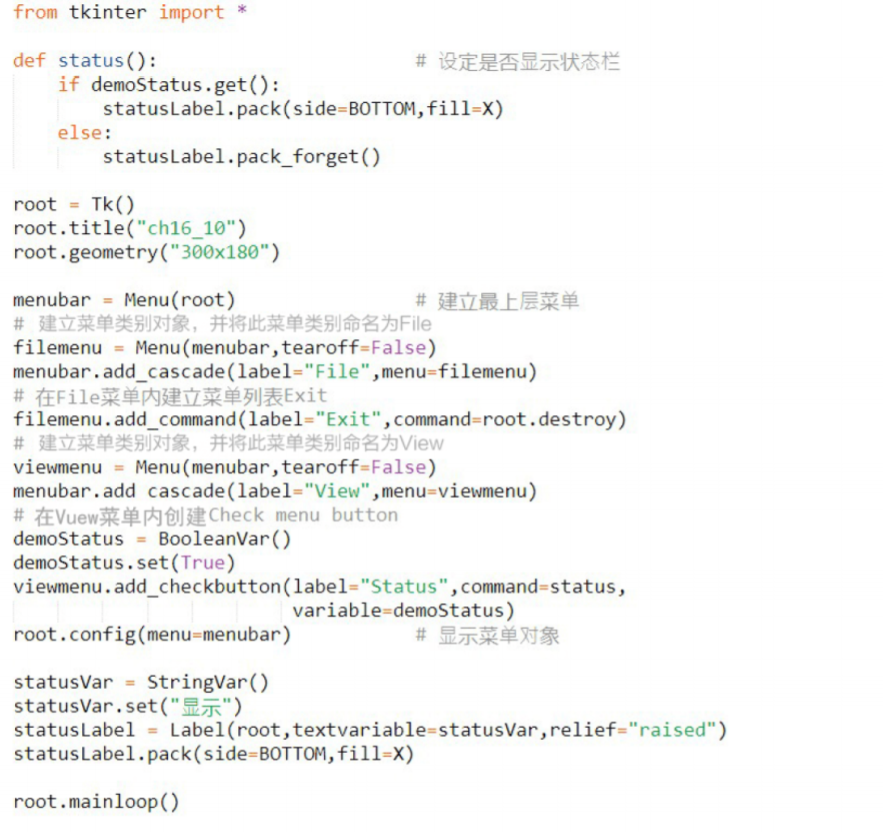 from tkinter import *
def status():                        # 设定是否显示状态栏
    if demoStatus.get():
        statusLabel.pack(side=BOTTOM,fill=X)
    else:
        statusLabel.pack_forget()
root = Tk()
root.title("ch16_10")
root.geometry("300x180")
menubar = Menu(root)                 # 建立最上层菜单
# 建立菜单类别对象，并将此菜单类别命名为File
filemenu = Menu(menubar,tearoff=False)
menubar.add_cascade(label="File",menu=filemenu)
# 在File菜单内建立菜单列表Exit
filemenu.add_command(label="Exit",command=root.destroy)
# 建立菜单类别对象，并将此菜单类别命名为View
viewmenu = Menu(menubar,tearoff=False)
menubar.add cascade(label="View",menu=viewmenu)
# 在Vuew菜单内创建Check menu button
demoStatus = BooleanVar()
demoStatus.set(True)
viewmenu.add_checkbutton(label="Status",command=status,
                         variable=demoStatus)
root.config(menu=menubar)            # 显示菜单对象
statusVar = StringVar()
statusVar.set("显示")
statusLabel = Label(root,textvariable=statusVar,relief="raised")
statusLabel.pack(side=BOTTOM,fill=X)
root.mainloop()